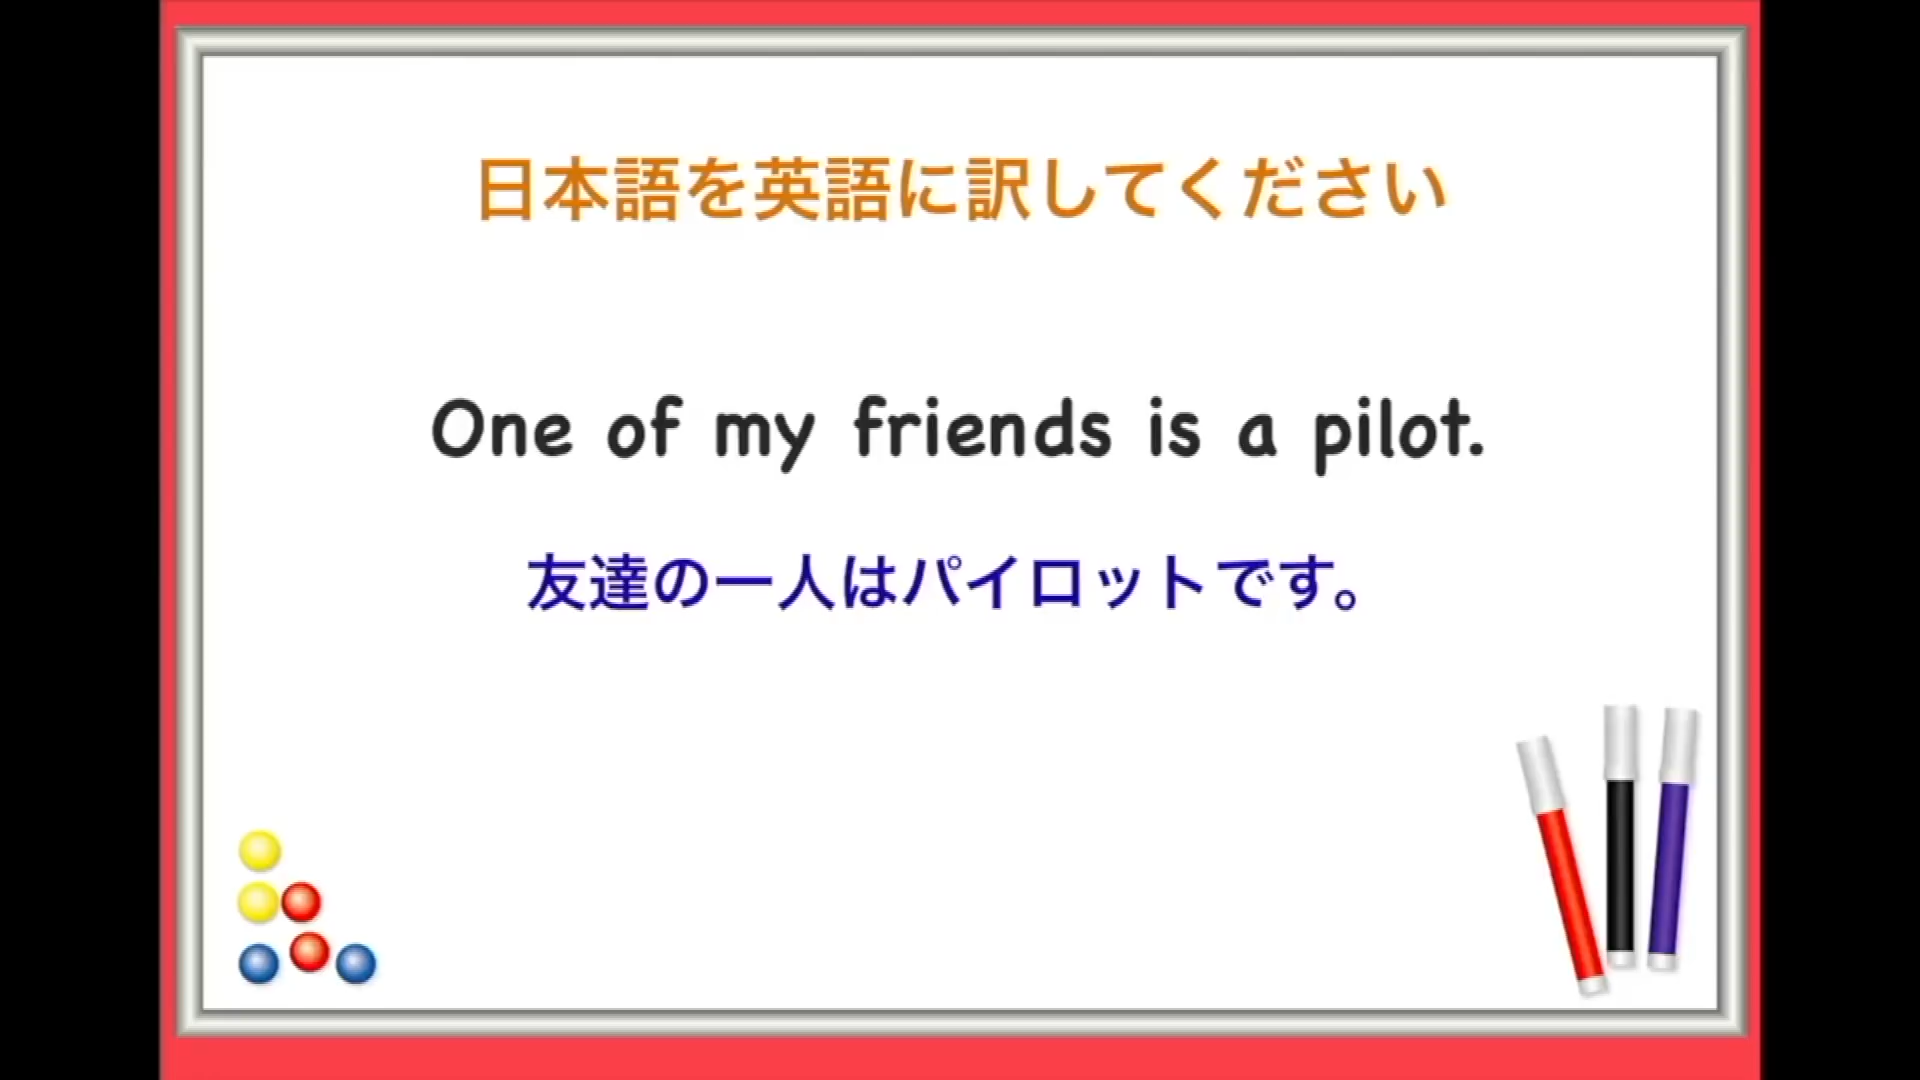 日本語を英語に訳してください
One of my friends is a pilot.
友達の一人はパイロットです。